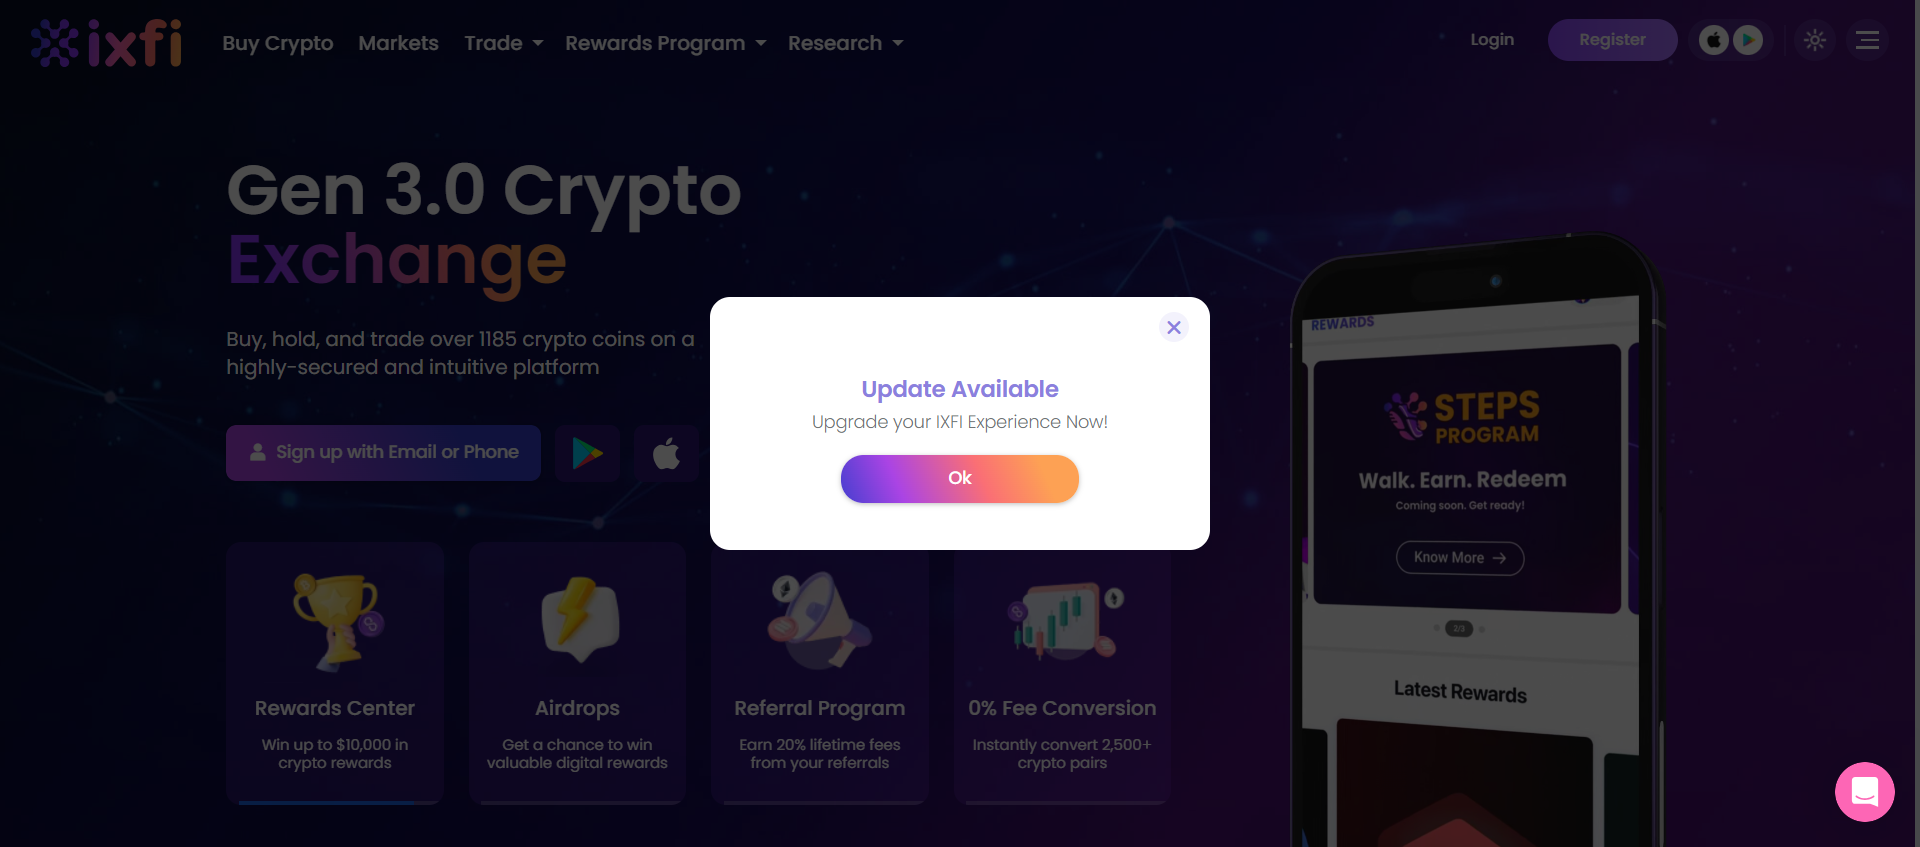 ixfi
Buy Crypto
Markets
Trade
Rewards Program
Research
Login
Register
Gen 3.0 Crypto
Exchange
Buy, hold, and trade over 1185 crypto coins on a
highly-secured and intuitive platform
Sign up with Email or Phone
Update Available
Upgrade your IXFI Experience Now!
Ok
Rewards Center
Win up to $10,000 in
crypto rewards
Airdrops
Get a chance to win
valuable digital rewards
Referral Program
Earn 20% lifetime fees
from your referrals
0% Fee Conversion
Instantly convert 2,500+
crypto pairs
REWARDS
STEPS
PROGRAM
Walk. Earn. Redeem
Coming soon. Get ready!
Know More
2/3
Latest Rewards